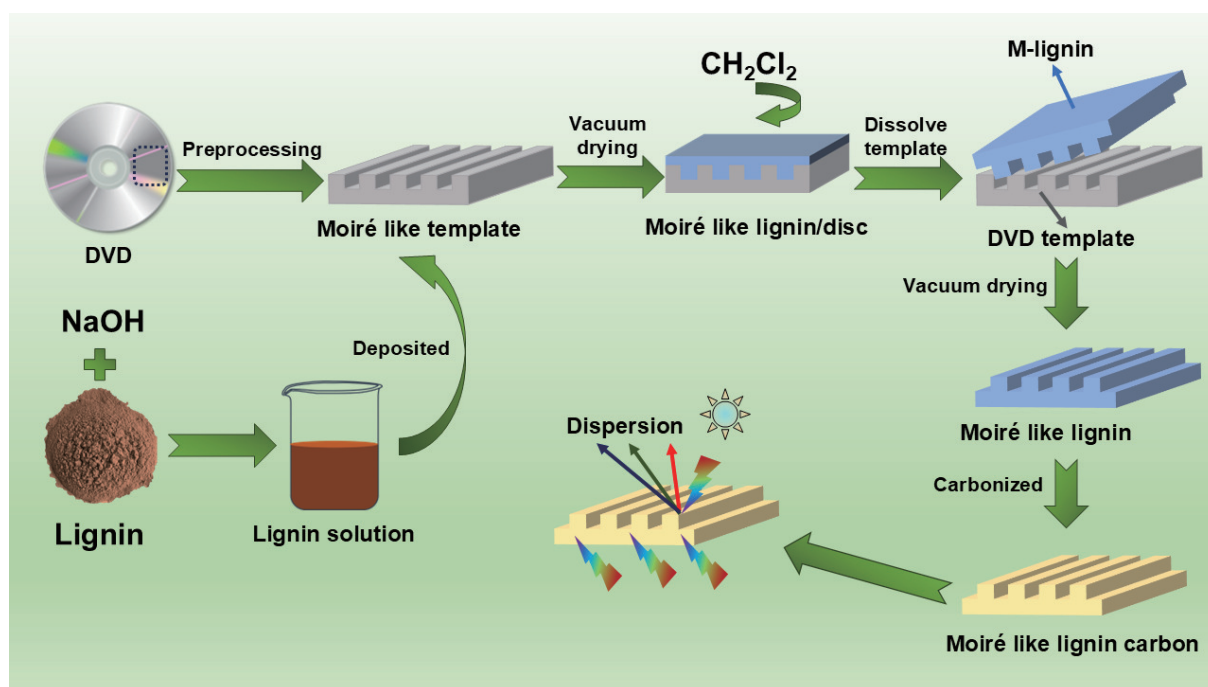 DVD
Preprocessing
Moiré like template
Vacuum
drying
CH₂Cl₂
Moiré like lignin/disc
Dissolve
template
M-lignin
DVD template
Vacuum drying
Moiré like lignin
Carbonized
Moiré like lignin carbon
NaOH
Lignin
Lignin solution
Deposited
Dispersion